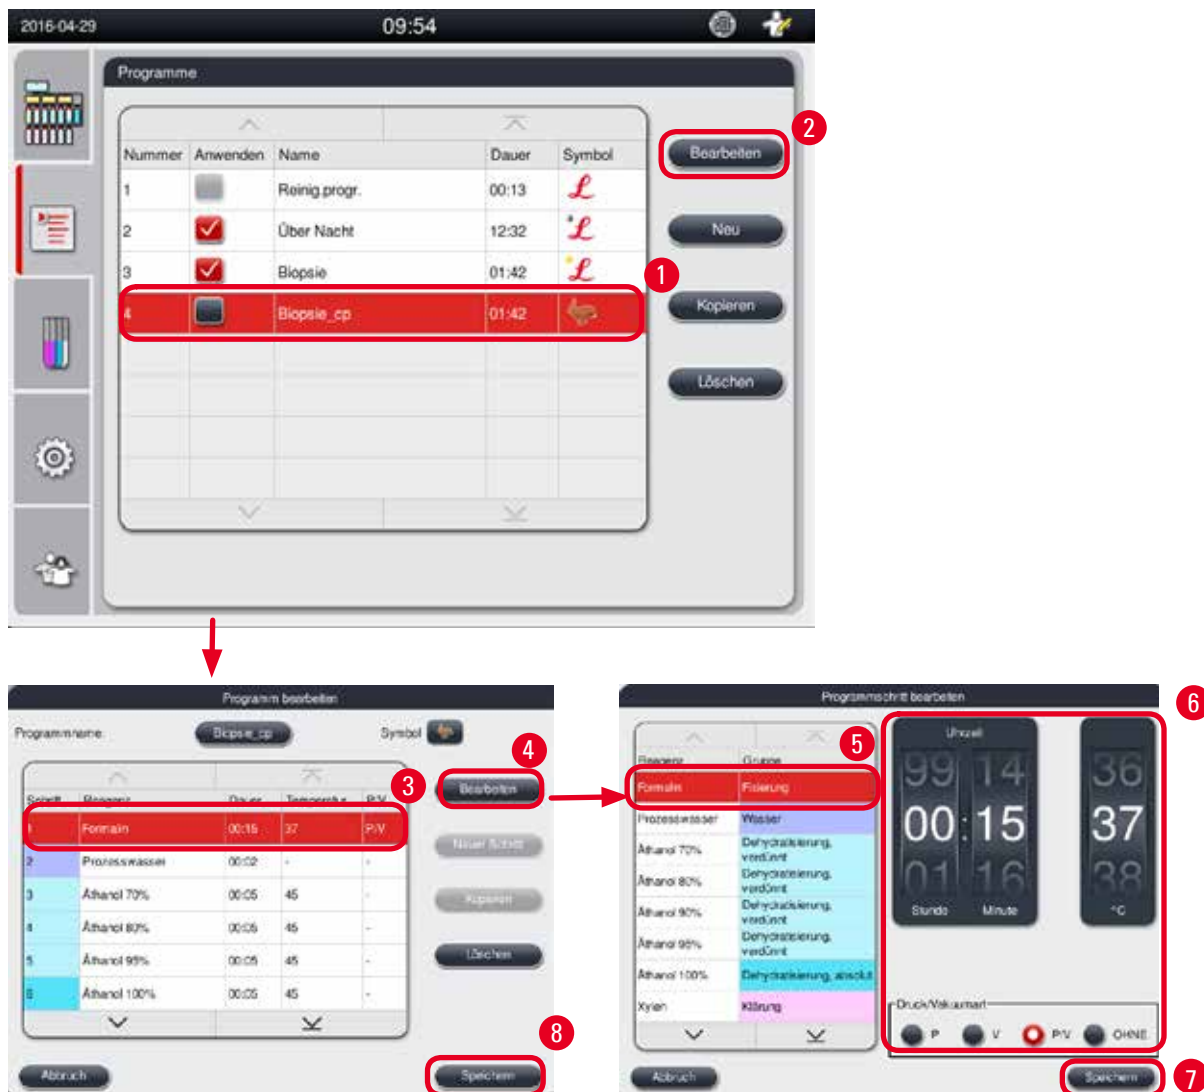 2016-04-29 09:54
Programme
2
Nummer Anwenden Name Dauer Symbol
Bearbeiten
1 Reinig.progr. 00:13
2 Über Nacht 12:32
Neu
3 Biopsie 01:42
1
4 Biopsie_cp 01:42
Kopieren
Löschen
Programm bearbeiten
Programmname: Biopsie_cp Symbol
3
4
Schritt Reagenz Dauer Temperatur P/V
Bearbeiten
1 Formalin 00:15 37 P/V
2 Prozesswasser 00:02 - -
Neuer Schritt
3 Äthanol 70% 00:05 45 -
Kopieren
4 Äthanol 80% 00:05 45 -
5 Äthanol 95% 00:05 45 -
Löschen
6 Äthanol 100% 00:05 45 -
8
Abbruch Speichern
Programmschritt bearbeiten
6
5
Reagenz Gruppe
Formalin Fixierung
Prozesswasser Wasser
Äthanol 70% Dehydratisierung,
verdünnt
Äthanol 80% Dehydratisierung,
verdünnt
Äthanol 90% Dehydratisierung,
verdünnt
Äthanol 95% Dehydratisierung,
verdünnt
Äthanol 100% Dehydratisierung, absolut
Xylen Klärung
Uhrzeit
99 14 36
00:15 37
01 16 38
Stunde Minute °C
Druck/Vakuumart
P V P/V OHNE
Abbruch Speichern
7